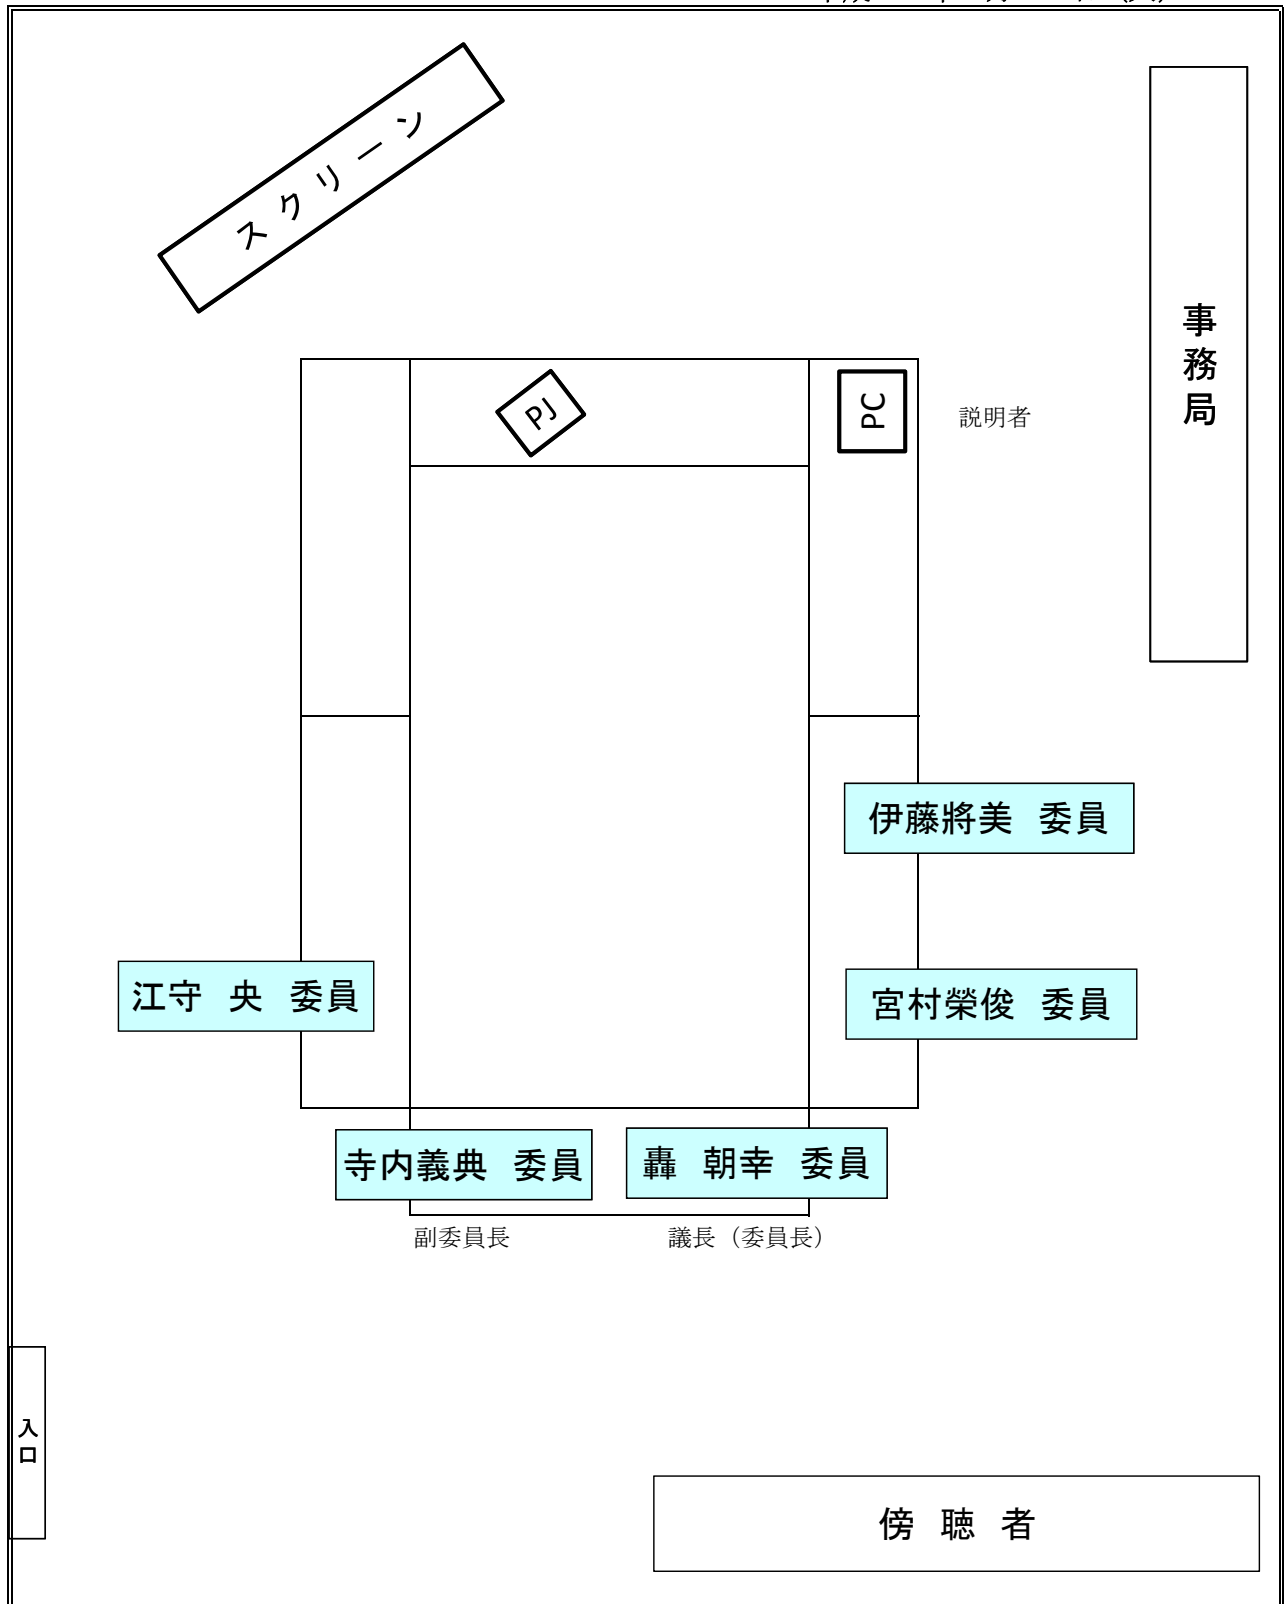 スクリーン
事務局
PJ
PC
説明者
伊藤將美 委員
江守 央 委員
宮村榮俊 委員
寺内義典 委員
轟 朝幸 委員
副委員長
議長（委員長）
入口
傍聴者